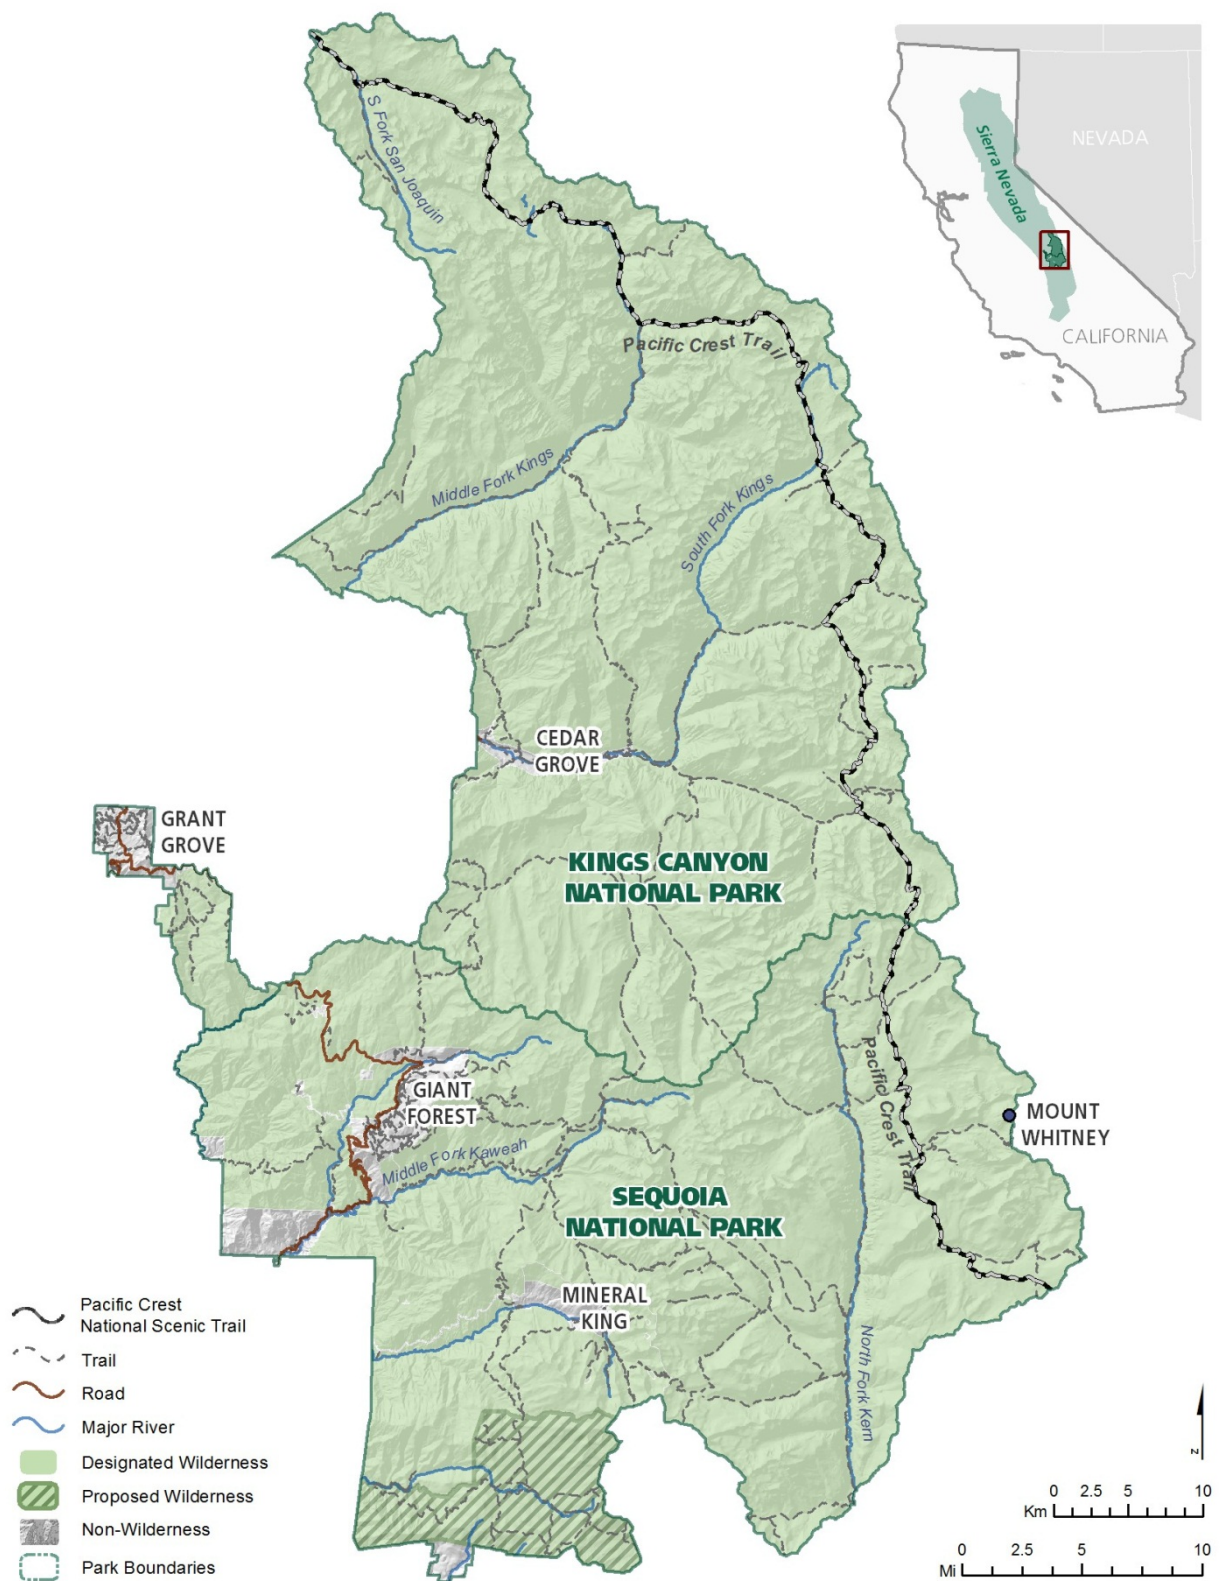 NEVADA
Sierra Nevada
CALIFORNIA
S Fork San Joaquin
Pacific Crest Trail
Middle Fork Kings
South Fork Kings
CEDAR
GROVE
GRANT
GROVE
KINGS CANYON
NATIONAL PARK
GIANT
FOREST
Pacific Crest Trail
MOUNT
WHITNEY
Middle Fork Kaweah
SEQUOIA
NATIONAL PARK
MINERAL
KING
North Fork Kern
Pacific Crest
National Scenic Trail
Trail
Road
Major River
Designated Wilderness
Proposed Wilderness
Non-Wilderness
Park Boundaries
N
0 2.5 5 10
Km
0 2.5 5 10
Mi